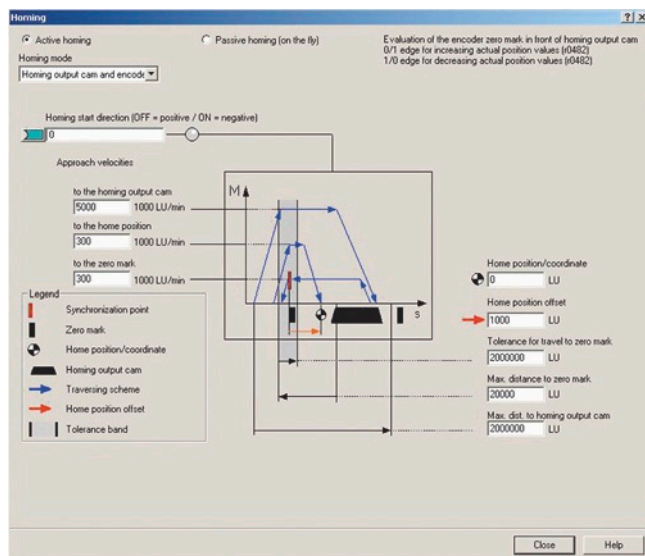 Homing
Active homing
Passive homing (on the fly)
Evaluation of the encoder zero mark in front of homing output cam
0/1 edge for increasing actual position values (r0482)
1/0 edge for decreasing actual position values (r0482)
Homing mode
Homing output cam and encode
Homing start direction (OFF = positive / ON = negative)
0
Approach velocities
to the homing output cam
5000 1000 LU/min
to the home position
300 1000 LU/min
to the zero mark
300 1000 LU/min
M
s
Legend
Synchronization point
Zero mark
Home position/coordinate
Homing output cam
Traversing scheme
Home position offset
Tolerance band
Home position/coordinate
0 LU
Home position offset
1000 LU
Tolerance for travel to zero mark
2000000 LU
Max. distance to zero mark
20000 LU
Max. dist. to homing output cam
2000000 LU
Close
Help